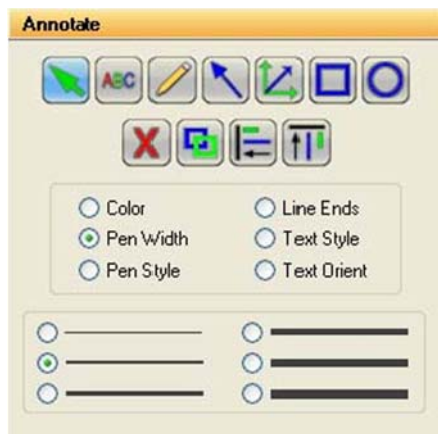 Annotate
ABC
Color
Line Ends
Pen Width
Text Style
Pen Style
Text Orient